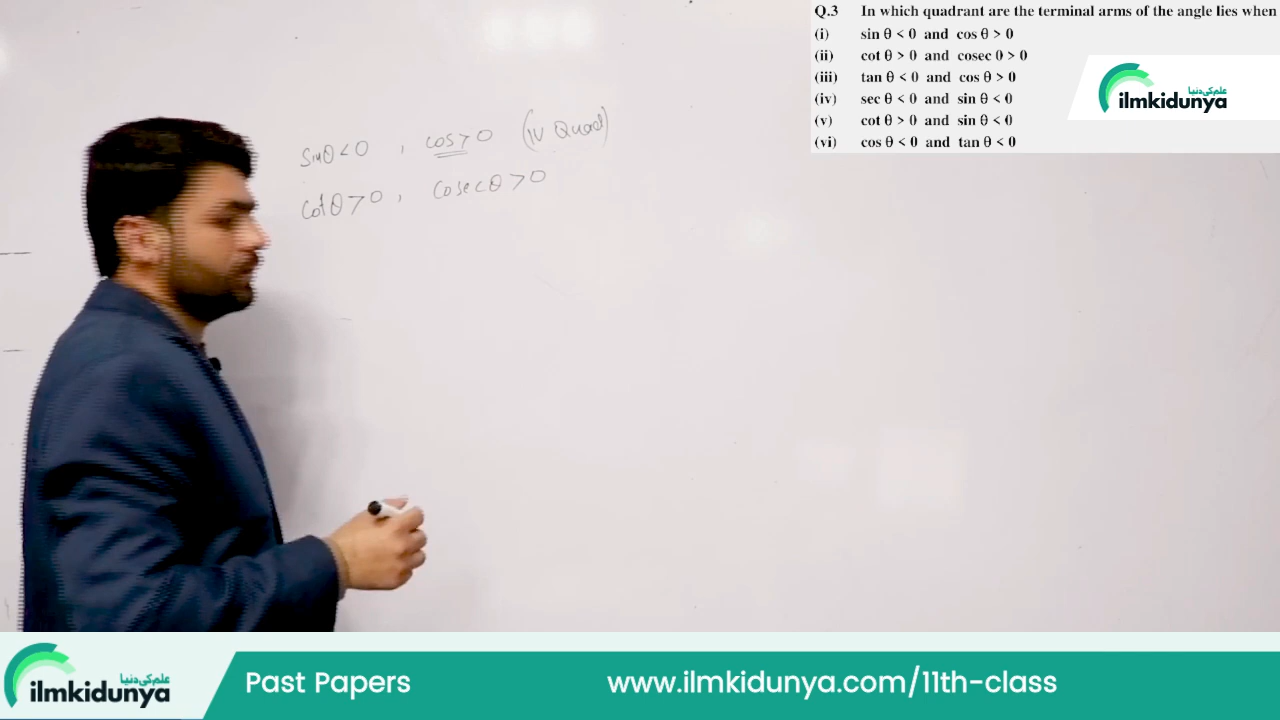 Q.3 In which quadrant are the terminal arms of the angle lies when
(i) sin θ < 0 and cos θ > 0
(ii) cot θ > 0 and cosec θ > 0
(iii) tan θ < 0 and cos θ > 0
(iv) sec θ < 0 and sin θ < 0
(v) cot θ > 0 and sin θ < 0
(vi) cos θ < 0 and tan θ < 0
علم کی دنیا
ilmkidunya
sinθ<0 , cos>0 (IV Quad)
cotθ>0 , cosecθ>0
علم کی دنیا
ilmkidunya
Past Papers
www.ilmkidunya.com/11th-class